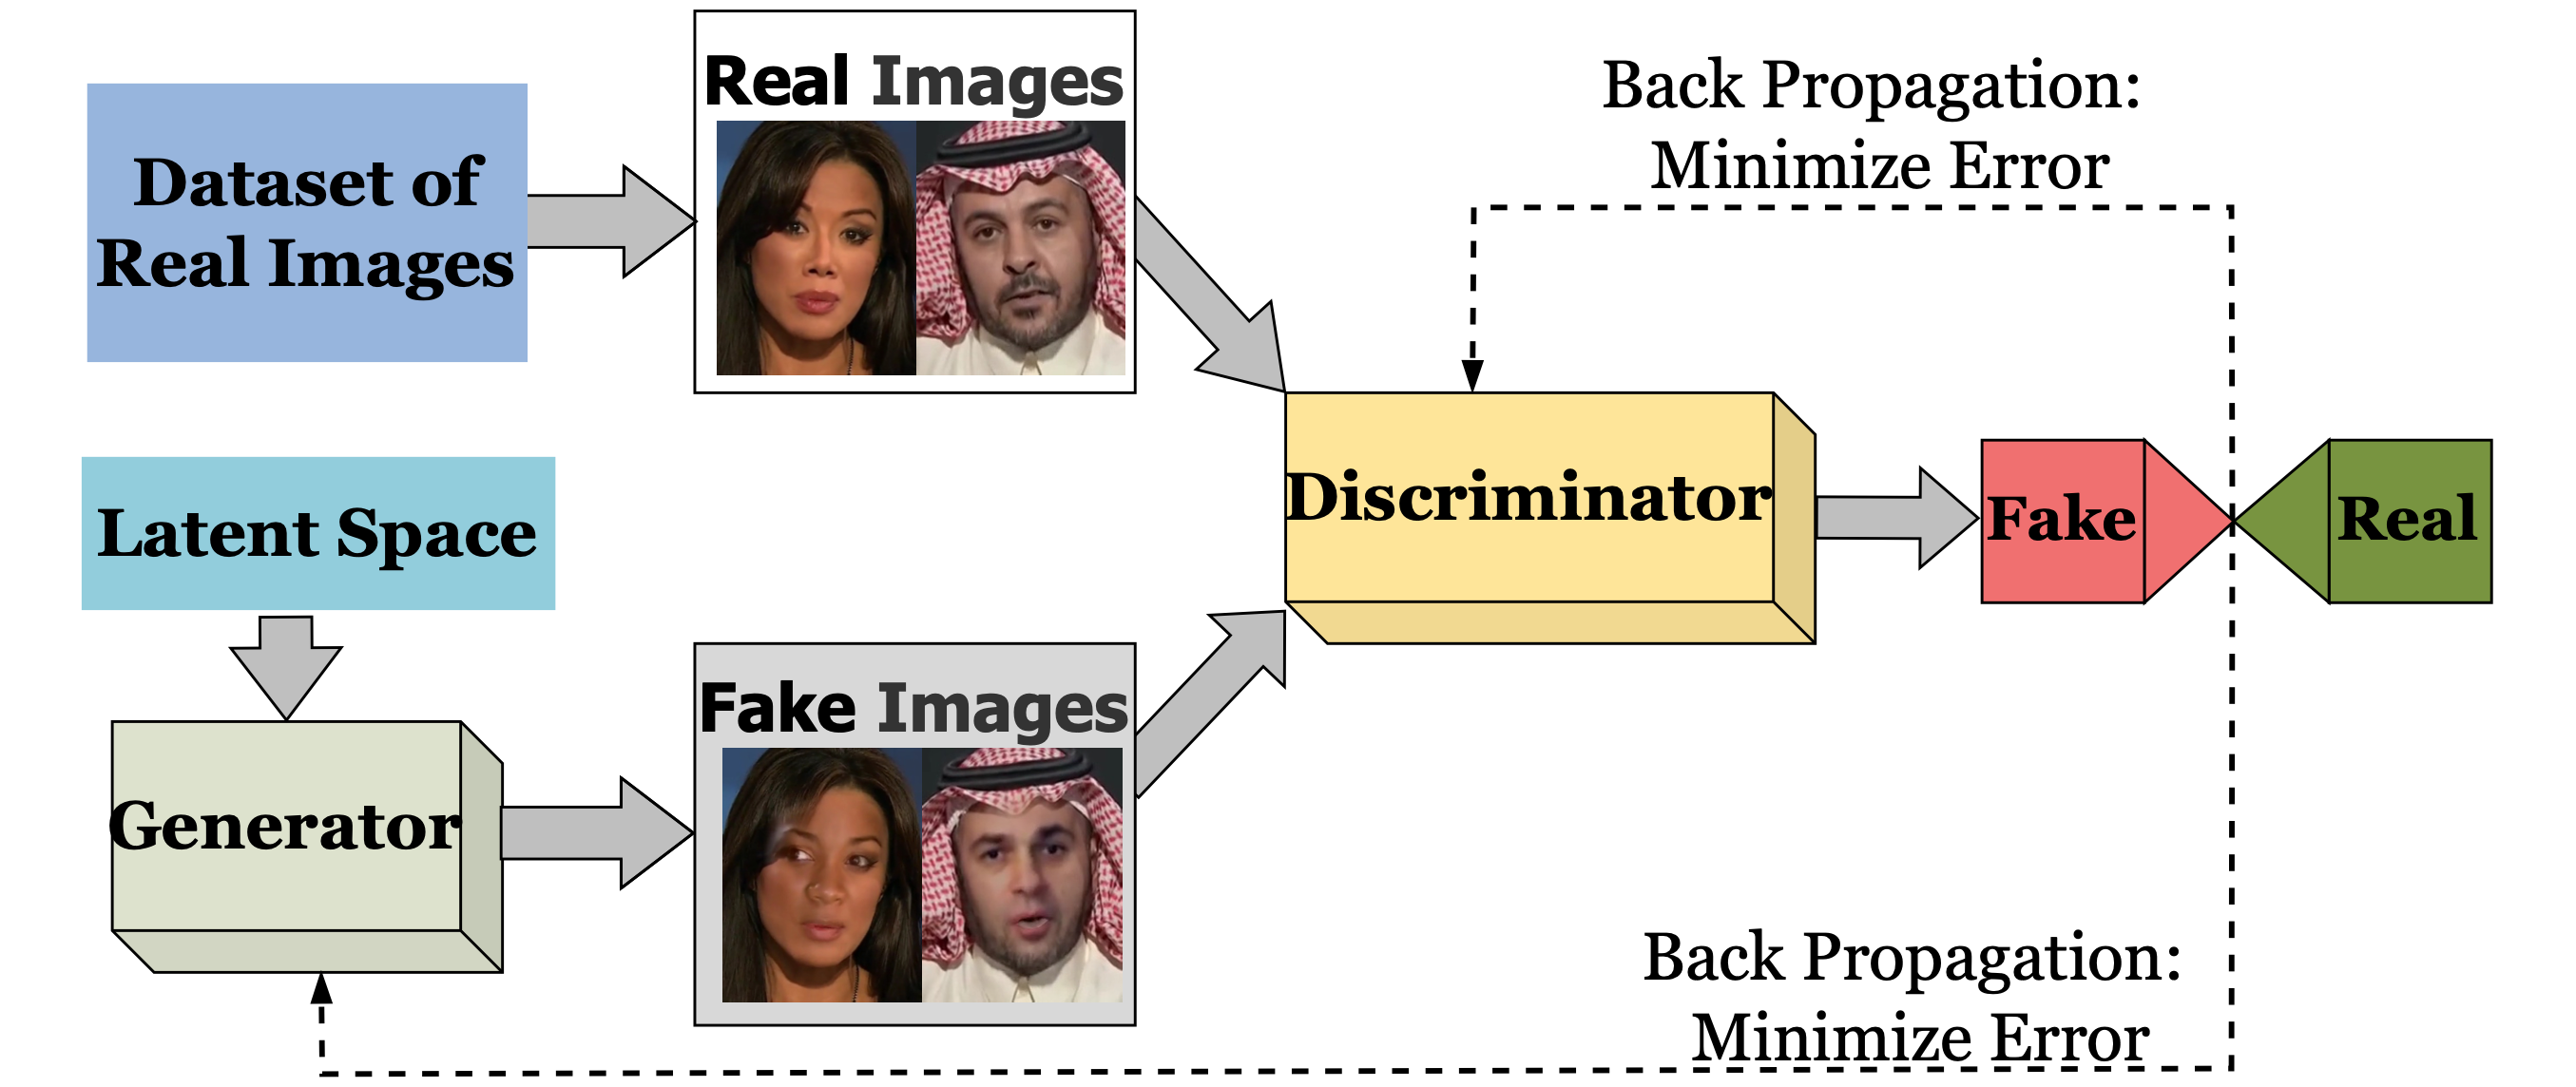 Dataset of
Real Images
Real Images
Back Propagation:
Minimize Error
Latent Space
Discriminator
Fake
Real
Generator
Fake Images
Back Propagation:
Minimize Error